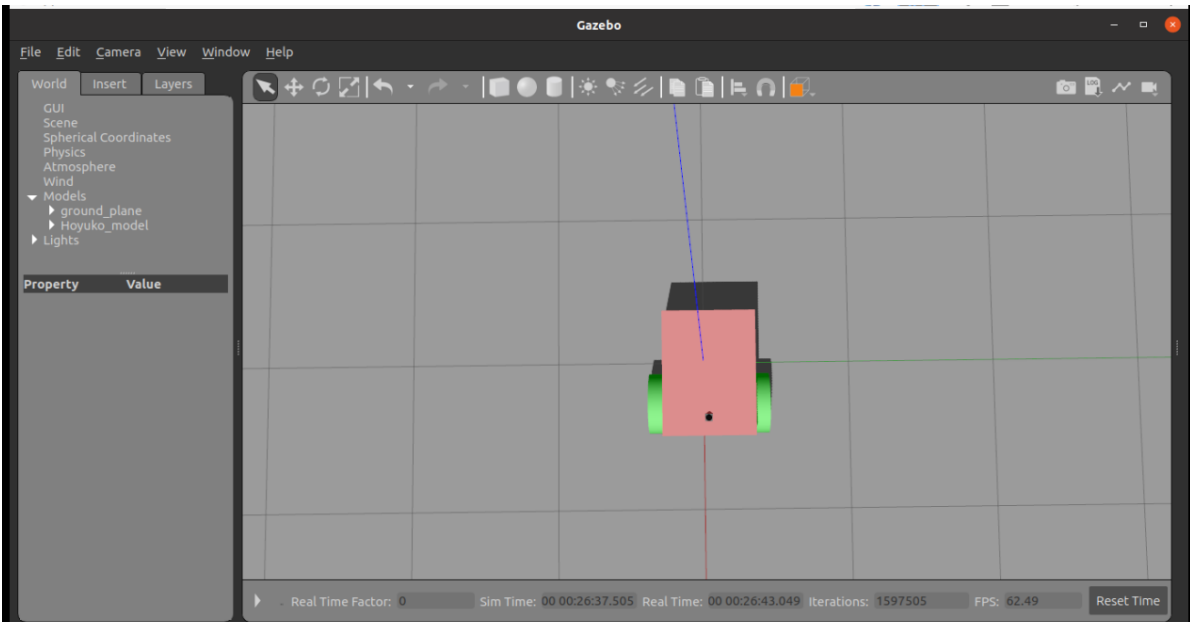 Gazebo
File Edit Camera View Window Help
World Insert Layers
GUI
Scene
Spherical Coordinates
Physics
Atmosphere
Wind
Models
ground_plane
Hoyuko_model
Lights
Property Value
LOG
Real Time Factor: 0 Sim Time: 00 00:26:37.505 Real Time: 00 00:26:43.049 Iterations: 1597505 FPS: 62.49 Reset Time